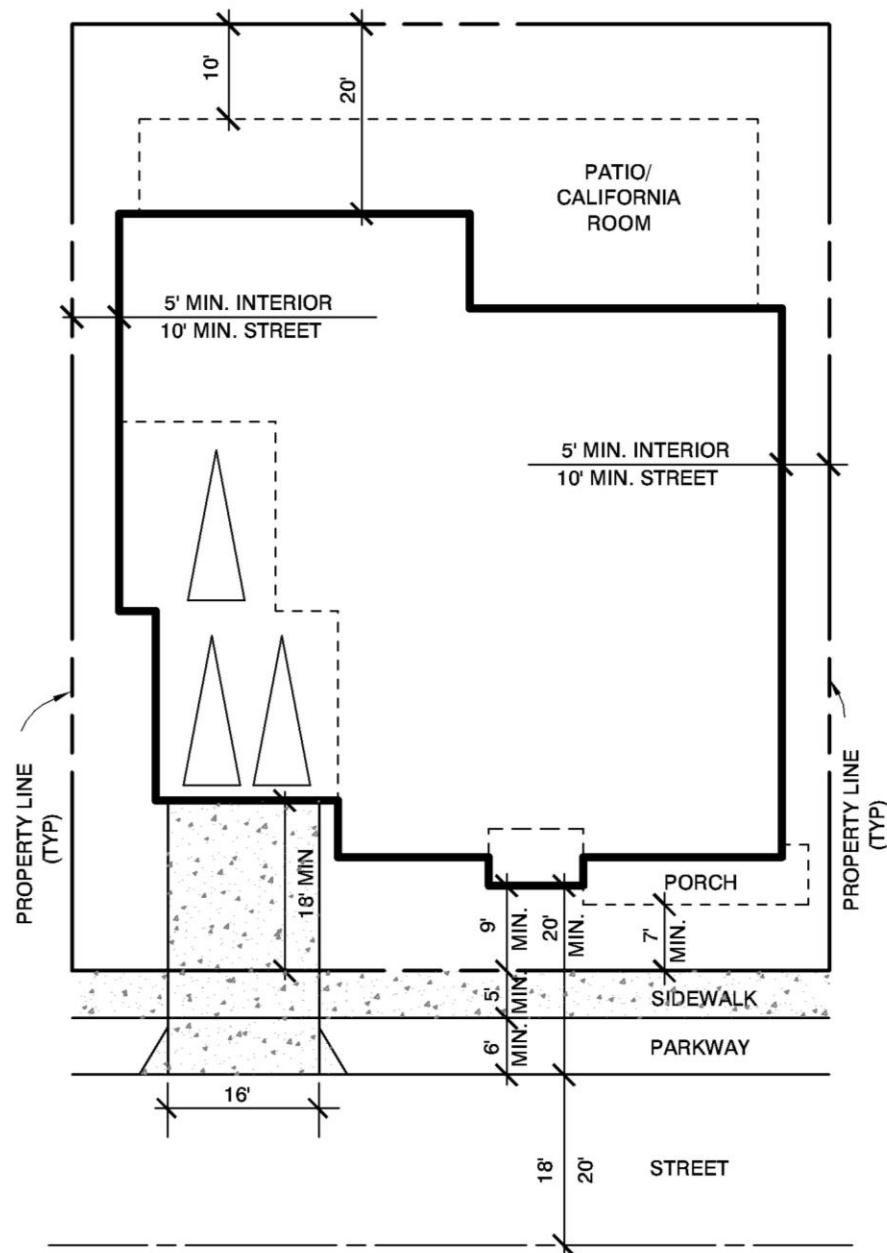 10'
20'
PATIO/
CALIFORNIA
ROOM
5' MIN. INTERIOR
10' MIN. STREET
5' MIN. INTERIOR
10' MIN. STREET
PROPERTY LINE
(TYP)
PROPERTY LINE
(TYP)
18' MIN
PORCH
9'
MIN.
20'
MIN.
7'
MIN.
5'
MIN.
SIDEWALK
6'
MIN.
PARKWAY
16'
18'
20'
STREET